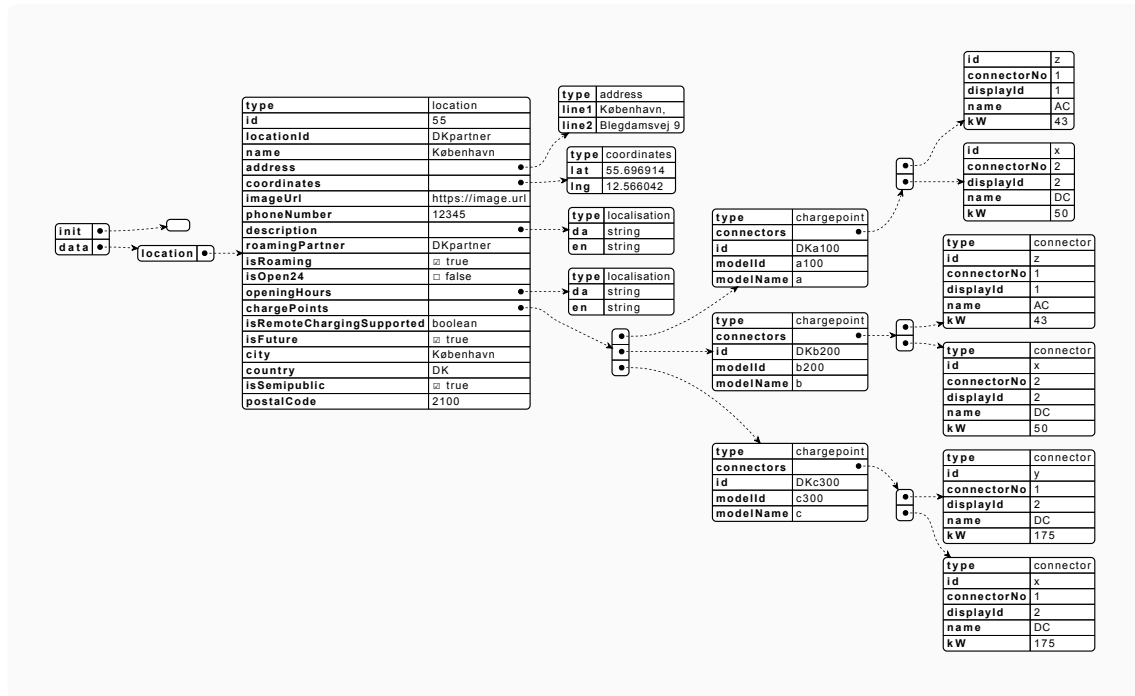 init
data
location
type location
id 55
locationId DKpartner
name København
address
coordinates
imageUrl https://image.url
phoneNumber 12345
description
roamingPartner DKpartner
isRoaming ☑ true
isOpen24 ☐ false
openingHours
chargePoints
isRemoteChargingSupported boolean
isFuture ☑ true
city København
country DK
isSemipublic ☑ true
postalCode 2100
type address
line1 København,
line2 Blegdamsvej 9
type coordinates
lat 55.696914
lng 12.566042
type localisation
da string
en string
type localisation
da string
en string
type chargepoint
connectors
id DKa100
modelId a100
modelName a
type chargepoint
connectors
id DKb200
modelId b200
modelName b
type chargepoint
connectors
id DKc300
modelId c300
modelName c
id z
connectorNo 1
displayId 1
name AC
kW 43
id x
connectorNo 2
displayId 2
name DC
kW 50
type connector
id z
connectorNo 1
displayId 1
name AC
kW 43
type connector
id x
connectorNo 2
displayId 2
name DC
kW 50
type connector
id y
connectorNo 1
displayId 2
name DC
kW 175
type connector
id x
connectorNo 1
displayId 2
name DC
kW 175